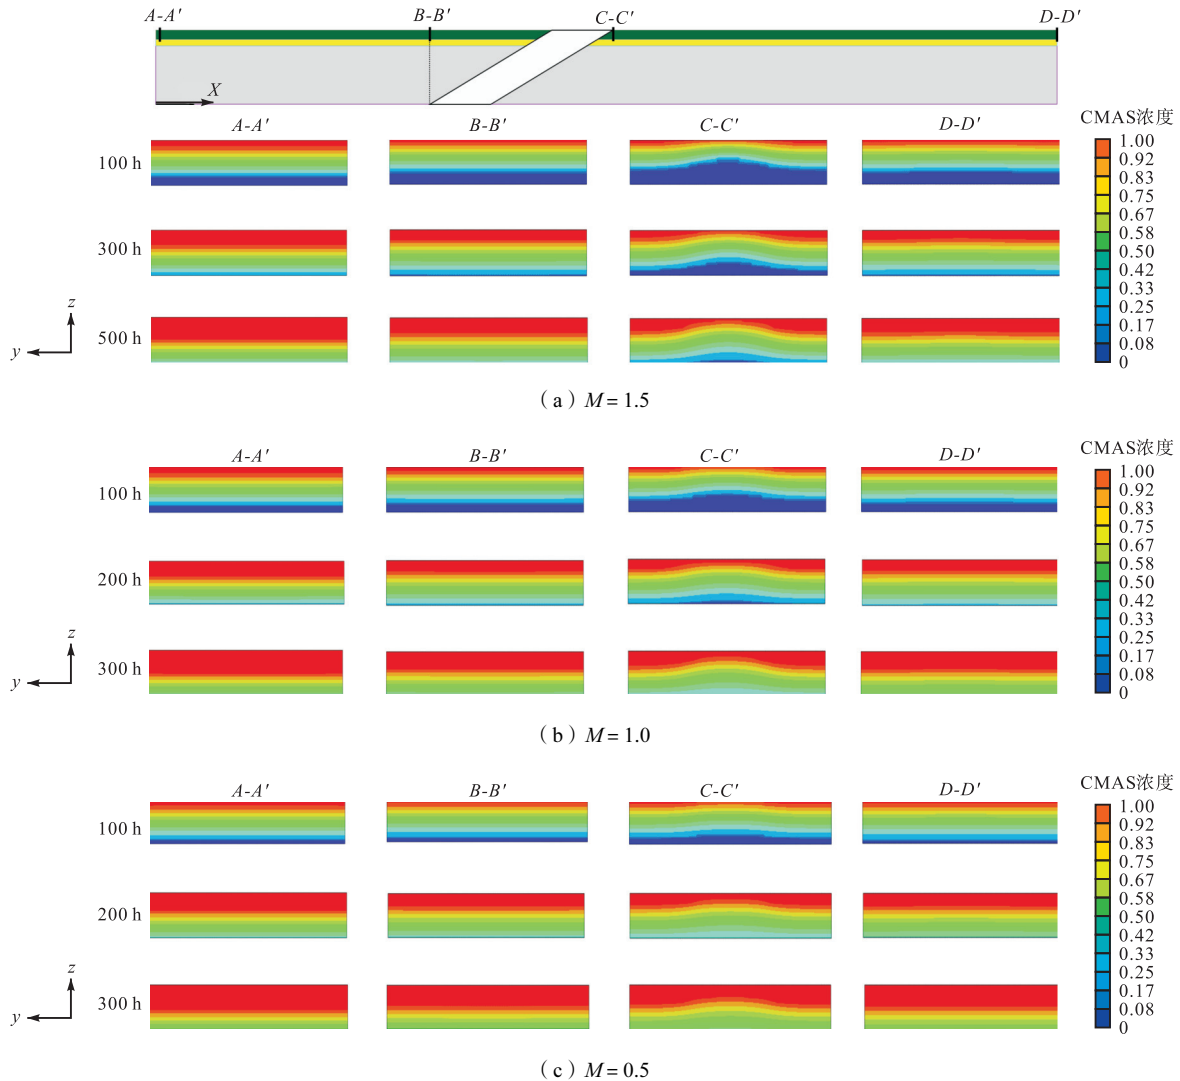 A-A′ B-B′ C-C′ D-D′
X
A-A′ B-B′ C-C′ D-D′
CMAS浓度
100 h
300 h
500 h
z
y
1.00
0.92
0.83
0.75
0.67
0.58
0.50
0.42
0.33
0.25
0.17
0.08
0
（a）M = 1.5
A-A′ B-B′ C-C′ D-D′
CMAS浓度
100 h
200 h
300 h
z
y
1.00
0.92
0.83
0.75
0.67
0.58
0.50
0.42
0.33
0.25
0.17
0.08
0
（b）M = 1.0
A-A′ B-B′ C-C′ D-D′
CMAS浓度
100 h
200 h
300 h
z
y
1.00
0.92
0.83
0.75
0.67
0.58
0.50
0.42
0.33
0.25
0.17
0.08
0
（c）M = 0.5